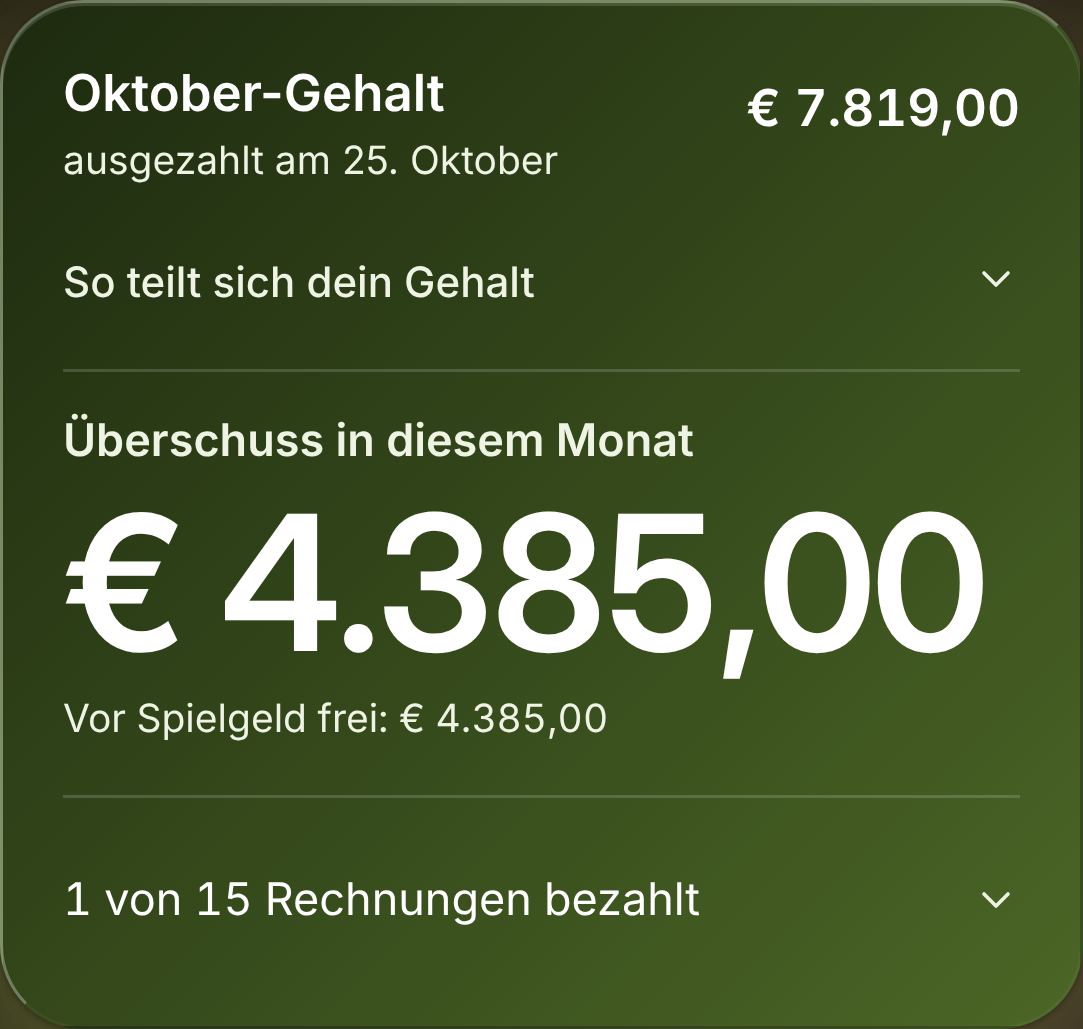 Oktober-Gehalt
€ 7.819,00
ausgezahlt am 25. Oktober
So teilt sich dein Gehalt
Überschuss in diesem Monat
€ 4.385,00
Vor Spielgeld frei: € 4.385,00
1 von 15 Rechnungen bezahlt